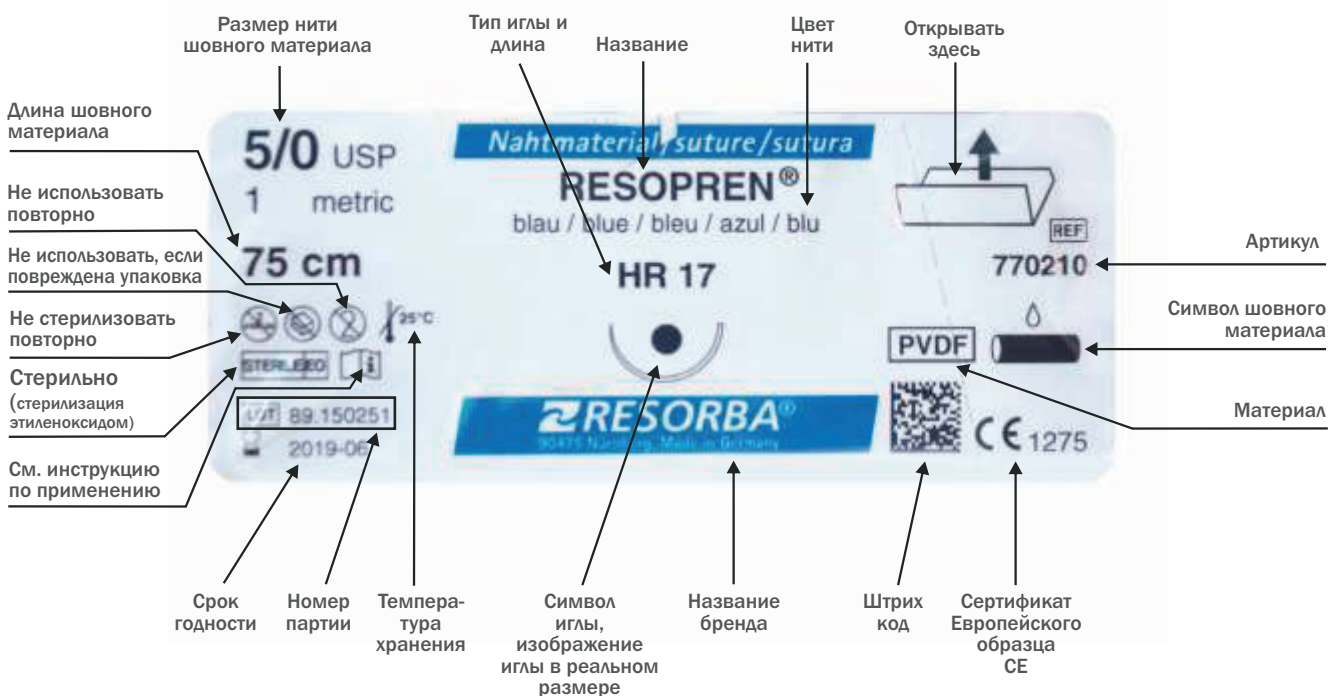 Размер нити
шовного материала
Тип иглы и
длина
Название
Цвет
нити
Открывать
здесь
Длина шовного
материала
Не использовать
повторно
Не использовать, если
повреждена упаковка
Не стерилизовать
повторно
Стерильно
(стерилизация
этиленоксидом)
См. инструкцию
по применению
5/0 USP
1 metric
75 cm
25°C
STERILE EO
LOT 89.150251
2019-06
Nahtmaterial/suture/sutura
RESOPREN®
blau / blue / bleu / azul / blu
HR 17
RESORBA®
90475 Nürnberg, Made in Germany
REF
770210
PVDF
CE 1275
Артикул
Символ шовного
материала
Материал
Срок
годности
Номер
партии
Темпера-
тура
хранения
Символ
иглы,
изображение
иглы в реальном
размере
Название
бренда
Штрих
код
Сертификат
Европейского
образца
CE